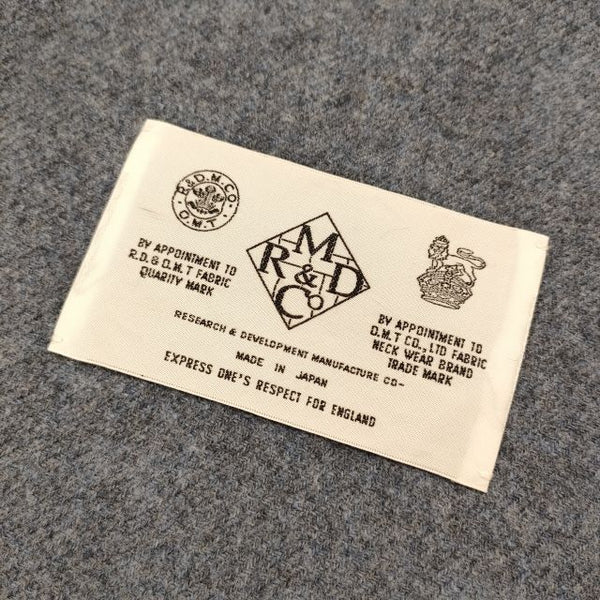 R.&D.M.CO.
O.M.T.
BY APPOINTMENT TO
R.D. & O.M.T FABRIC
QUARITY MARK
M
R & D
Co
BY APPOINTMENT TO
O.M.T CO., LTD FABRIC
NECK WEAR BRAND
TRADE MARK
RESEARCH & DEVELOPMENT MANUFACTURE CO-
MADE IN JAPAN
EXPRESS ONE'S RESPECT FOR ENGLAND